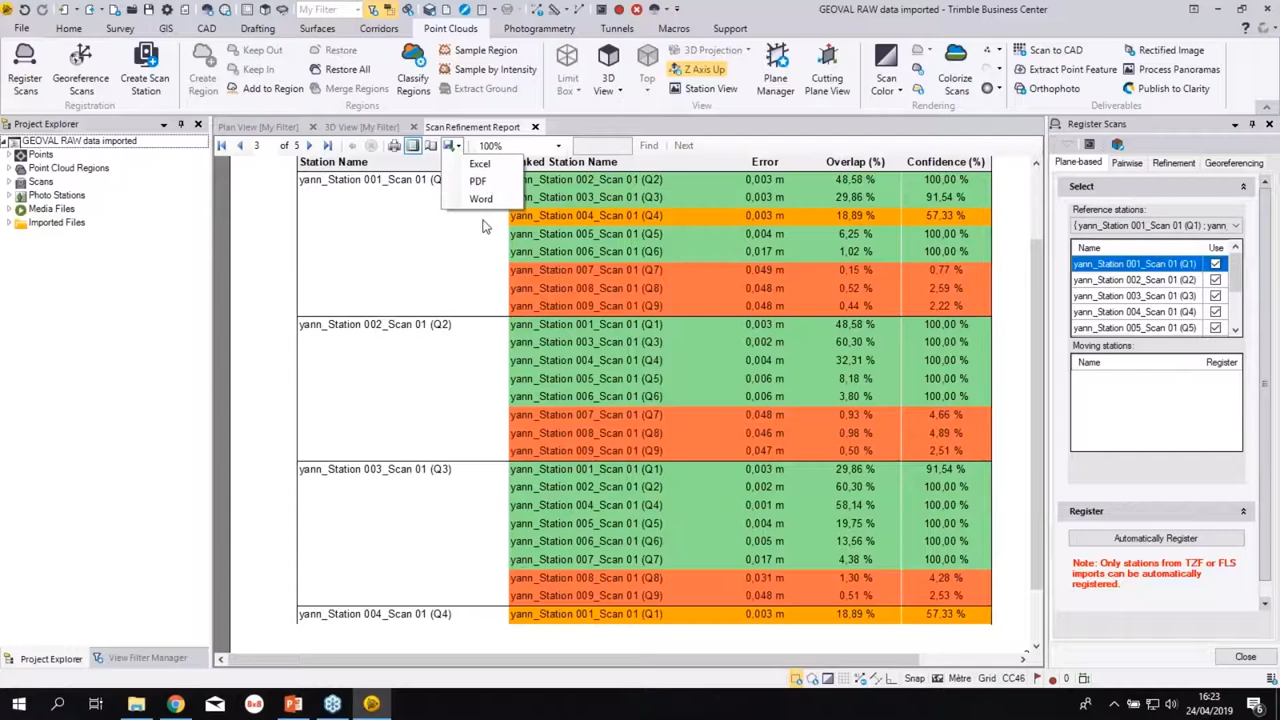 My Filter
GEOVAL RAW data imported - Trimble Business Center
File Home Survey GIS CAD Drafting Surfaces Corridors Point Clouds Photogrammetry Tunnels Macros Support
Register Scans
Georeference Scans
Create Scan Station
Registration
Create Region
Keep Out
Keep In
Add to Region
Restore
Restore All
Merge Regions
Classify Regions
Sample Region
Sample by Intensity
Extract Ground
Regions
Limit Box
3D View
Top
3D Projection
Z Axis Up
Station View
Plane Manager
Cutting Plane View
View
Scan Color
Colorize Scans
Rendering
Scan to CAD
Extract Point Feature
Orthophoto
Rectified Image
Process Panoramas
Publish to Clarity
Deliverables
Project Explorer
GEOVAL RAW data imported
Points
Point Cloud Regions
Scans
Photo Stations
Media Files
Imported Files
Project Explorer View Filter Manager
Plan View [My Filter] 3D View [My Filter] Scan Refinement Report
3 of 5 100% Find Next
Excel
PDF
Word
Station Name nked Station Name Error Overlap (%) Confidence (%)
yann_Station 001_Scan 01 (Q nn_Station 002_Scan 01 (Q2) 0,003 m 48,58 % 100,00 %
nn_Station 003_Scan 01 (Q3) 0,003 m 29,86 % 91,54 %
yann_Station 004_Scan 01 (Q4) 0,003 m 18,89 % 57,33 %
yann_Station 005_Scan 01 (Q5) 0,004 m 6,25 % 100,00 %
yann_Station 006_Scan 01 (Q6) 0,017 m 1,02 % 100,00 %
yann_Station 007_Scan 01 (Q7) 0,049 m 0,15 % 0,77 %
yann_Station 008_Scan 01 (Q8) 0,048 m 0,52 % 2,59 %
yann_Station 009_Scan 01 (Q9) 0,048 m 0,44 % 2,22 %
yann_Station 002_Scan 01 (Q2) yann_Station 001_Scan 01 (Q1) 0,003 m 48,58 % 100,00 %
yann_Station 003_Scan 01 (Q3) 0,002 m 60,30 % 100,00 %
yann_Station 004_Scan 01 (Q4) 0,004 m 32,31 % 100,00 %
yann_Station 005_Scan 01 (Q5) 0,006 m 8,18 % 100,00 %
yann_Station 006_Scan 01 (Q6) 0,006 m 3,80 % 100,00 %
yann_Station 007_Scan 01 (Q7) 0,048 m 0,93 % 4,66 %
yann_Station 008_Scan 01 (Q8) 0,046 m 0,98 % 4,89 %
yann_Station 009_Scan 01 (Q9) 0,047 m 0,50 % 2,51 %
yann_Station 003_Scan 01 (Q3) yann_Station 001_Scan 01 (Q1) 0,003 m 29,86 % 91,54 %
yann_Station 002_Scan 01 (Q2) 0,002 m 60,30 % 100,00 %
yann_Station 004_Scan 01 (Q4) 0,001 m 58,14 % 100,00 %
yann_Station 005_Scan 01 (Q5) 0,004 m 19,75 % 100,00 %
yann_Station 006_Scan 01 (Q6) 0,005 m 13,56 % 100,00 %
yann_Station 007_Scan 01 (Q7) 0,017 m 4,38 % 100,00 %
yann_Station 008_Scan 01 (Q8) 0,031 m 1,30 % 4,28 %
yann_Station 009_Scan 01 (Q9) 0,048 m 0,51 % 2,53 %
yann_Station 004_Scan 01 (Q4) yann_Station 001_Scan 01 (Q1) 0,003 m 18,89 % 57,33 %
Register Scans
Plane-based Pairwise Refinement Georeferencing
Select
Reference stations:
{yann_Station 001_Scan 01 (Q1) ; yann_
Name Use
yann_Station 001_Scan 01 (Q1)
yann_Station 002_Scan 01 (Q2)
yann_Station 003_Scan 01 (Q3)
yann_Station 004_Scan 01 (Q4)
yann_Station 005_Scan 01 (Q5)
Moving stations:
Name Register
Register
Automatically Register
Note: Only stations from TZF or FLS
imports can be automatically
registered.
Close
Snap Mètre Grid CC46
16:23
24/04/2019